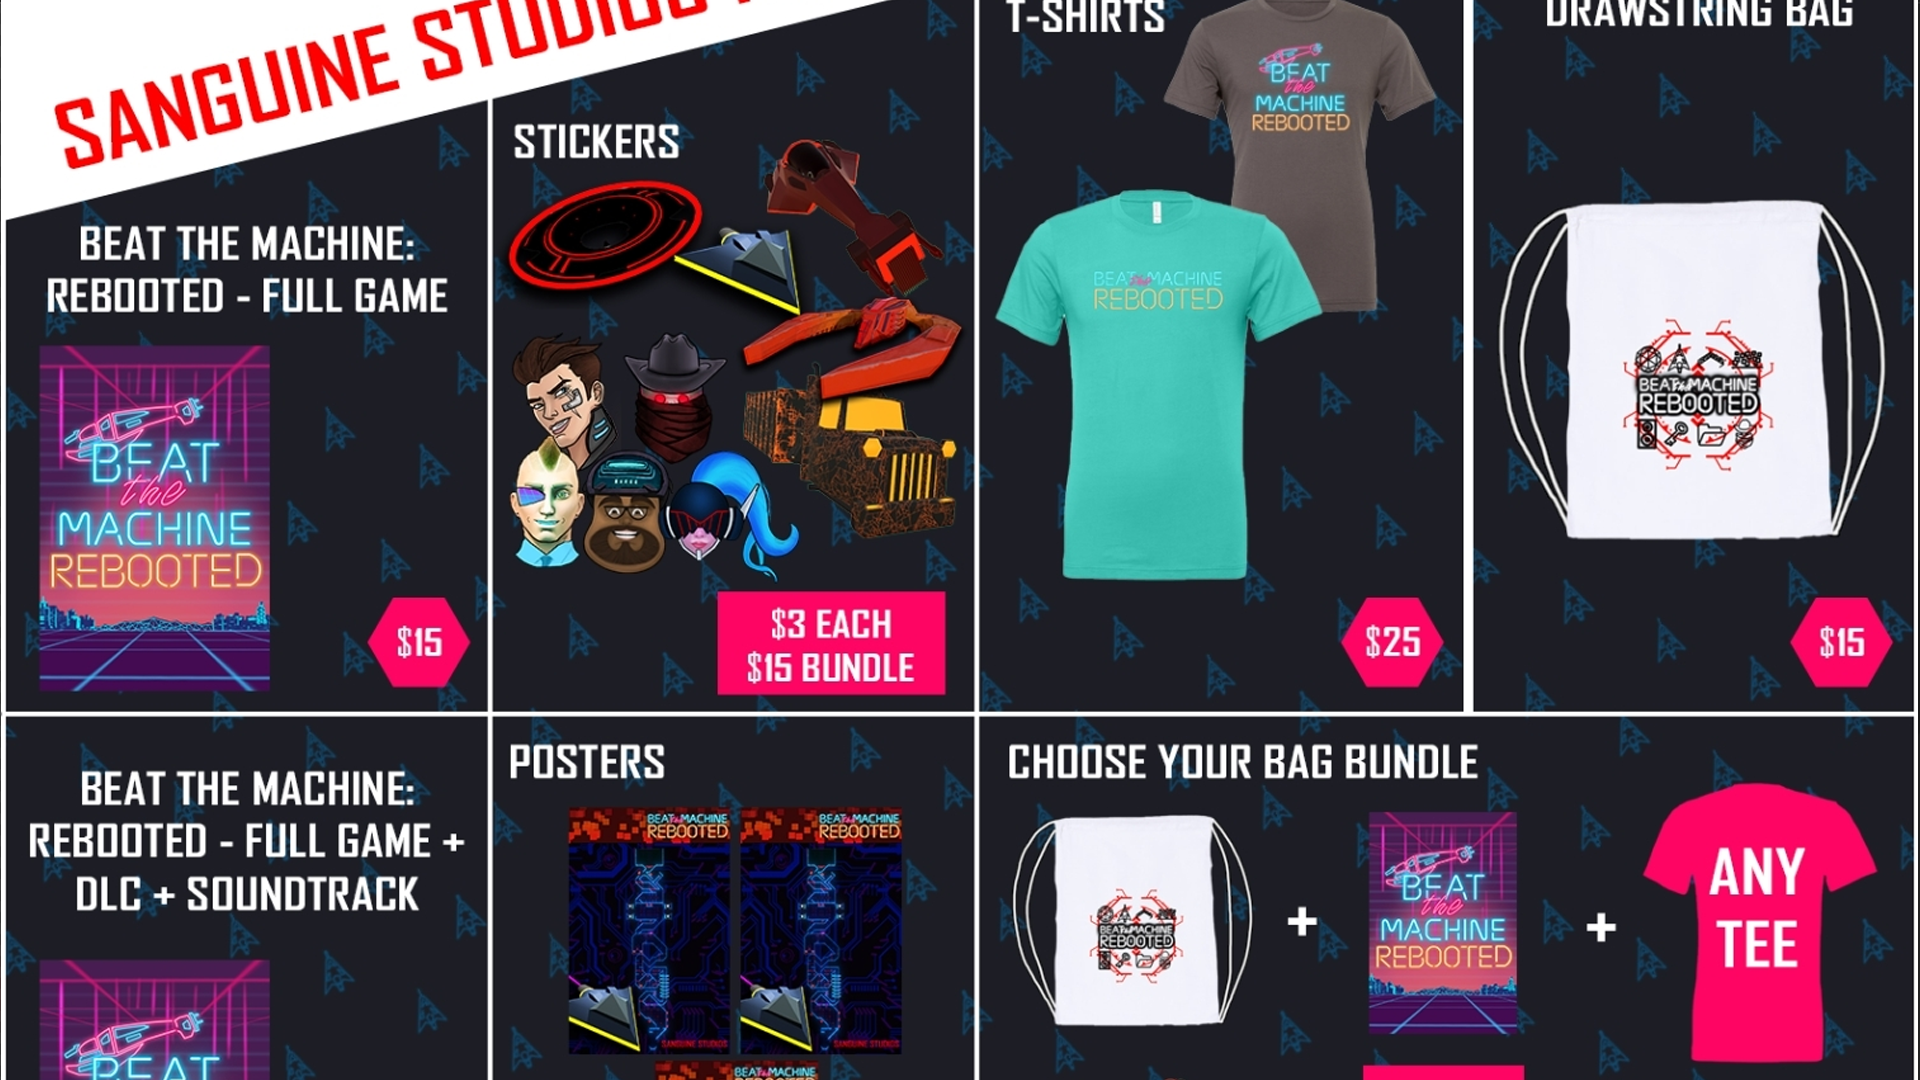 SANGUINE STUDIOS
BEAT THE MACHINE:
REBOOTED - FULL GAME
BEAT
the
MACHINE
REBOOTED
$15
STICKERS
$3 EACH
$15 BUNDLE
T-SHIRTS
BEAT
the
MACHINE
REBOOTED
BEAT the MACHINE
REBOOTED
$25
DRAWSTRING BAG
BEAT the MACHINE
REBOOTED
$15
BEAT THE MACHINE:
REBOOTED - FULL GAME +
DLC + SOUNDTRACK
BEAT
POSTERS
BEAT the MACHINE
REBOOTED
SANGUINE STUDIOS
BEAT the MACHINE
REBOOTED
SANGUINE STUDIOS
BEAT the MACHINE
REBOOTED
CHOOSE YOUR BAG BUNDLE
BEAT the MACHINE
REBOOTED
+
BEAT
the
MACHINE
REBOOTED
+
ANY
TEE